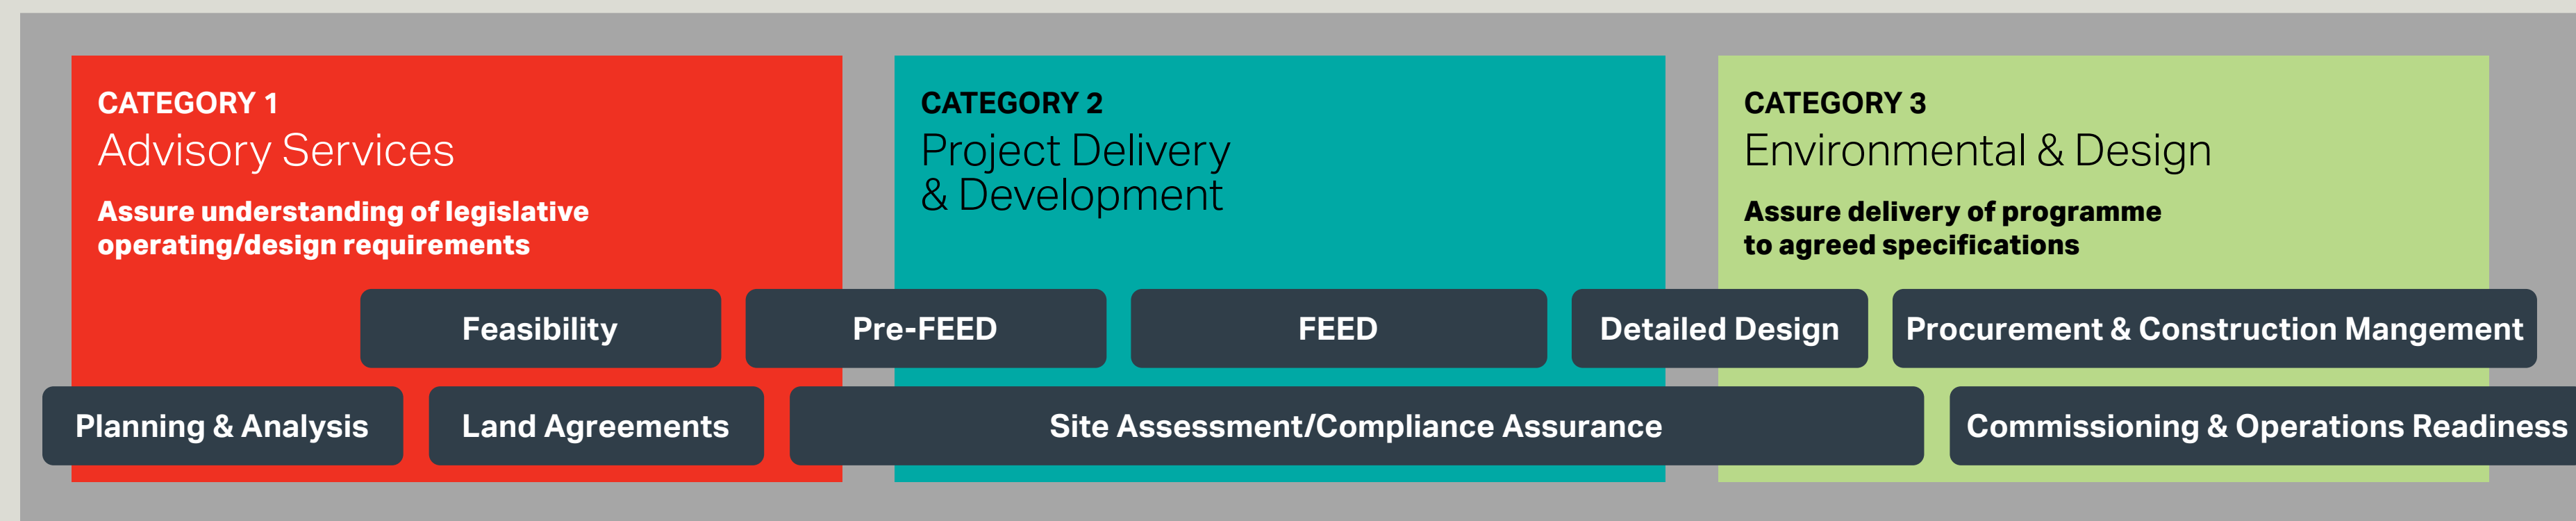 CATEGORY 1
Advisory Services
Assure understanding of legislative
operating/design requirements
CATEGORY 2
Project Delivery
& Development
CATEGORY 3
Environmental & Design
Assure delivery of programme
to agreed specifications
Feasibility
Pre-FEED
FEED
Detailed Design
Procurement & Construction Mangement
Planning & Analysis
Land Agreements
Site Assessment/Compliance Assurance
Commissioning & Operations Readiness